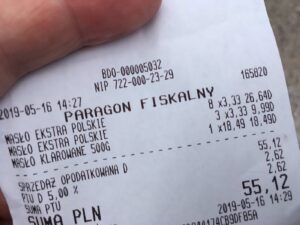 BDO-000005032
NIP 722-000-23-29
2019-05-16 14:27 165820
PARAGON FISKALNY
MASŁO EKSTRA POLSKIE 8 x3,33 26,64D
MASŁO EKSTRA POLSKIE 3 x3,33 9,99D
MASŁO KLAROWANE 500G 1 x18,49 18,49D
SPRZEDAŻ OPODATKOWANA D 55,12
PTU D 5,00 % 2,62
SUMA PTU 2,62
SUMA PLN 55,12
2019-05-16 14:29